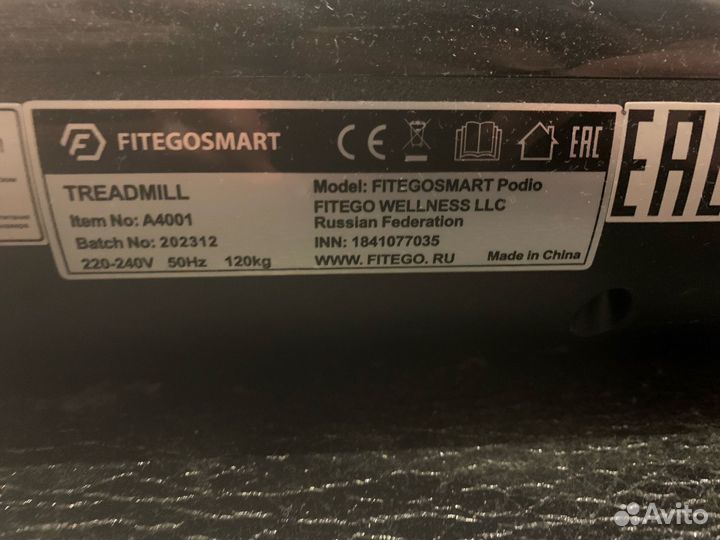 FITEGOSMART
CE
EAC
TREADMILL
Item No: A4001
Batch No: 202312
220-240V 50Hz 120kg
Model: FITEGOSMART Podio
FITEGO WELLNESS LLC
Russian Federation
INN: 1841077035
WWW. FITEGO. RU
Made in China
EAC
Avito